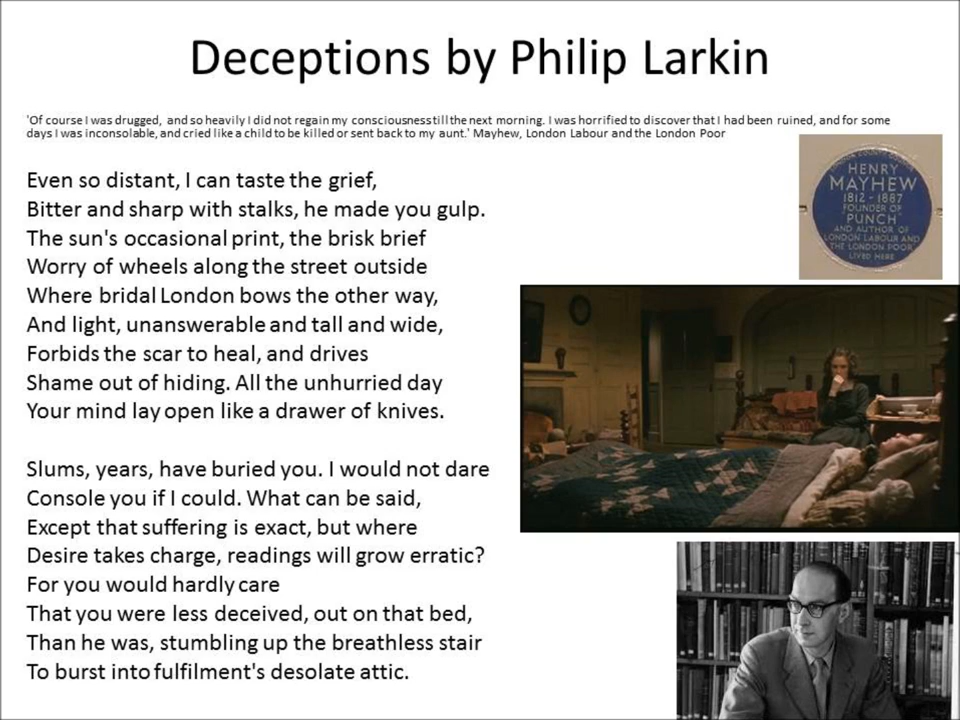 Deceptions by Philip Larkin
'Of course I was drugged, and so heavily I did not regain my consciousness till the next morning. I was horrified to discover that I had been ruined, and for some
days I was inconsolable, and cried like a child to be killed or sent back to my aunt.' Mayhew, London Labour and the London Poor
Even so distant, I can taste the grief,
Bitter and sharp with stalks, he made you gulp.
The sun's occasional print, the brisk brief
Worry of wheels along the street outside
Where bridal London bows the other way,
And light, unanswerable and tall and wide,
Forbids the scar to heal, and drives
Shame out of hiding. All the unhurried day
Your mind lay open like a drawer of knives.
Slums, years, have buried you. I would not dare
Console you if I could. What can be said,
Except that suffering is exact, but where
Desire takes charge, readings will grow erratic?
For you would hardly care
That you were less deceived, out on that bed,
Than he was, stumbling up the breathless stair
To burst into fulfilment's desolate attic.
HENRY
MAYHEW
1812 - 1887
FOUNDER OF
"PUNCH"
AND AUTHOR OF
LONDON LABOUR AND
THE LONDON POOR
LIVED HERE